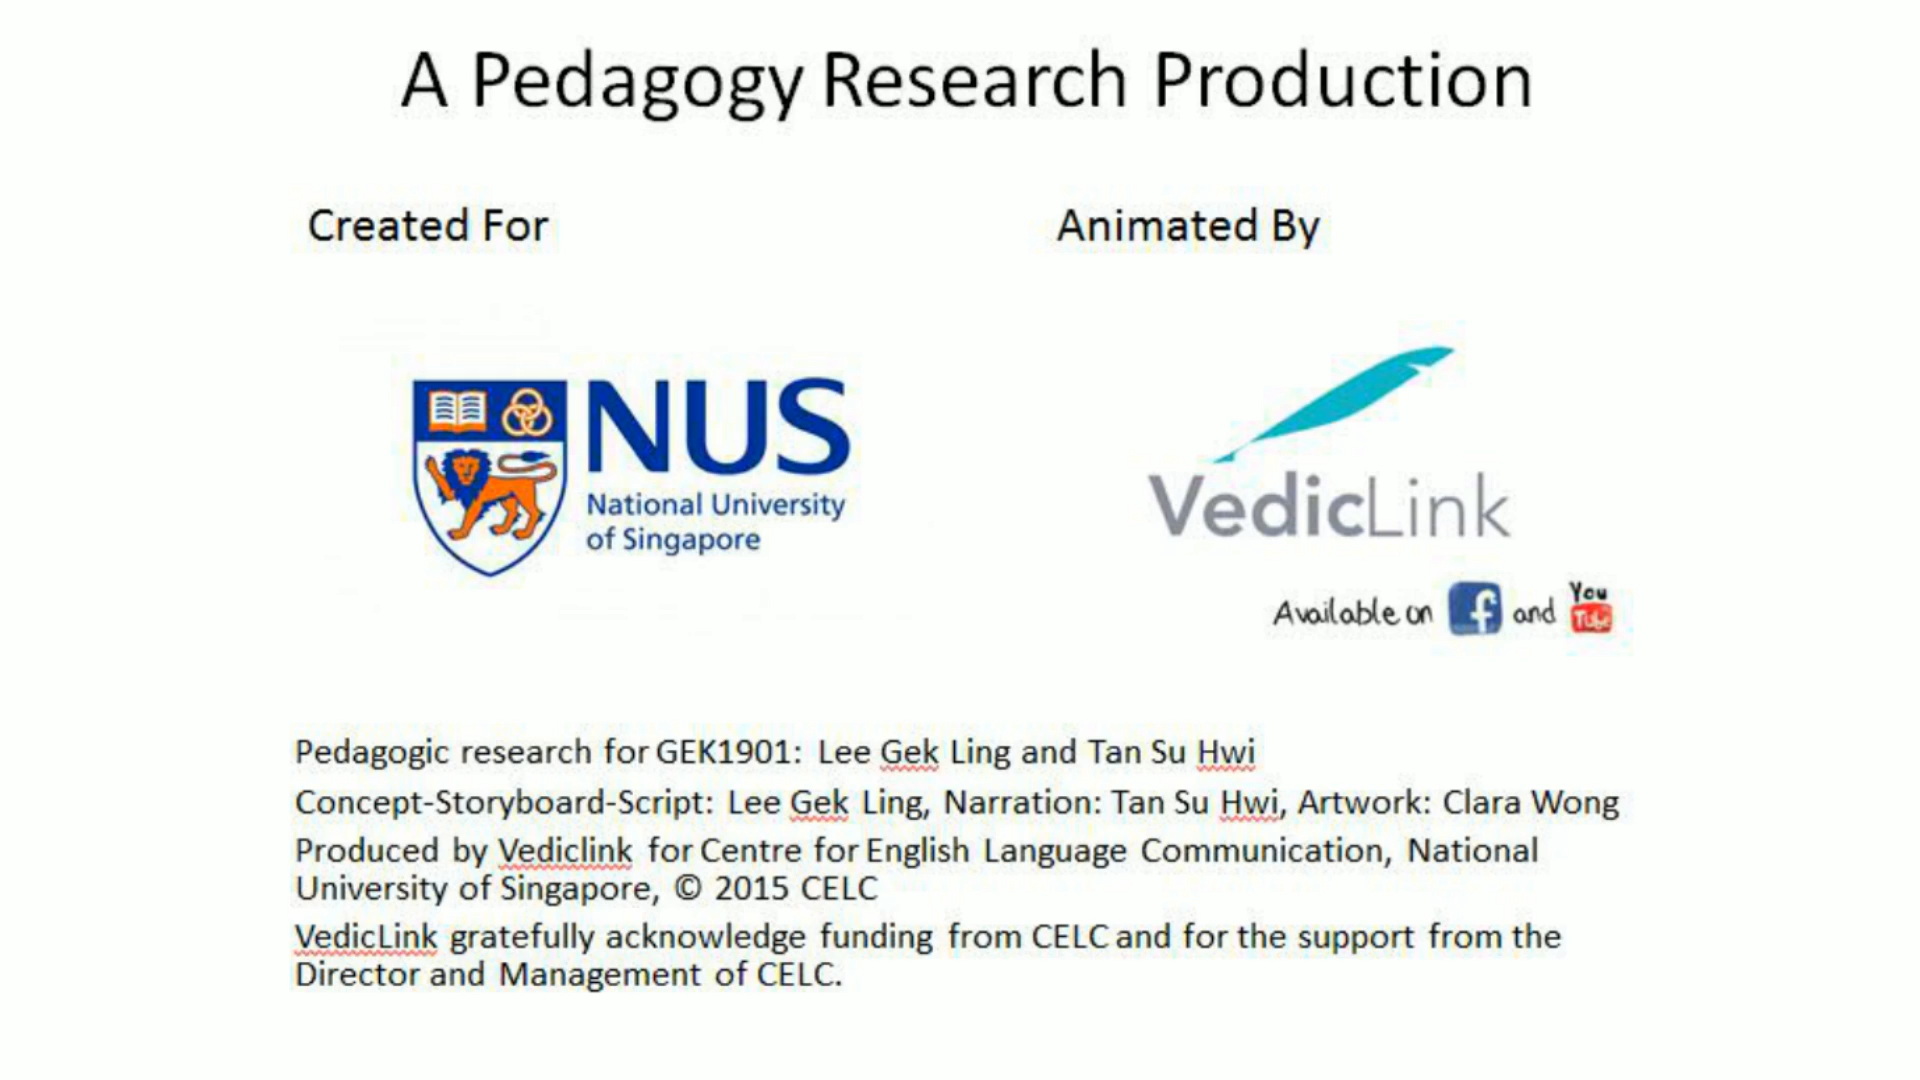 A Pedagogy Research Production
Created For
Animated By
NUS
National University
of Singapore
VedicLink
Available on f and You Tube
Pedagogic research for GEK1901: Lee Gek Ling and Tan Su Hwi
Concept-Storyboard-Script: Lee Gek Ling, Narration: Tan Su Hwi, Artwork: Clara Wong
Produced by Vediclink for Centre for English Language Communication, National
University of Singapore, © 2015 CELC
VedicLink gratefully acknowledge funding from CELC and for the support from the
Director and Management of CELC.